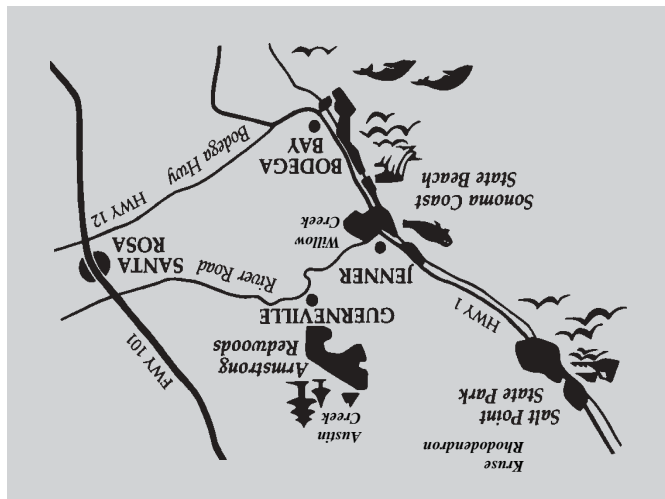 Kruse
Rhododendron
Salt Point
State Park
Austin
Creek
Armstrong
Redwoods
HWY 1
GUERNEVILLE
FWY 101
JENNER
River Road
SANTA
ROSA
Willow
Creek
Sonoma Coast
State Beach
HWY 12
Bodega Hwy
BODEGA
BAY